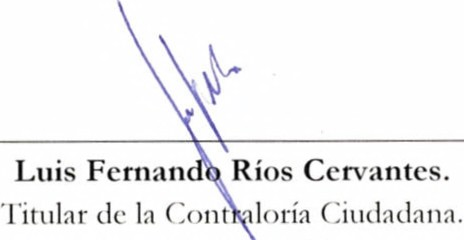 Luis Fernando Ríos Cervantes.
Titular de la Contraloría Ciudadana.